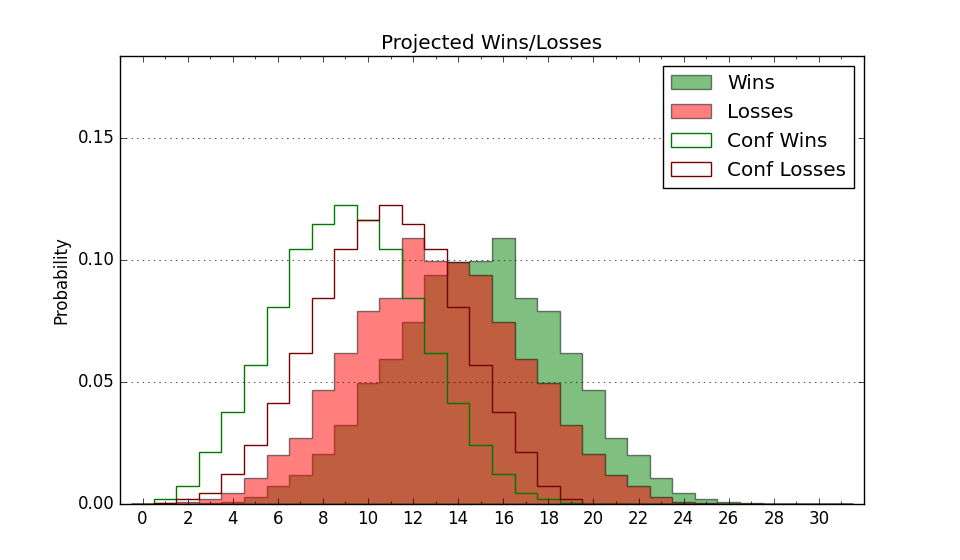 Projected Wins/Losses
Wins
Losses
Conf Wins
Conf Losses
Probability
0.15
0.10
0.05
0.00
0 2 4 6 8 10 12 14 16 18 20 22 24 26 28 30